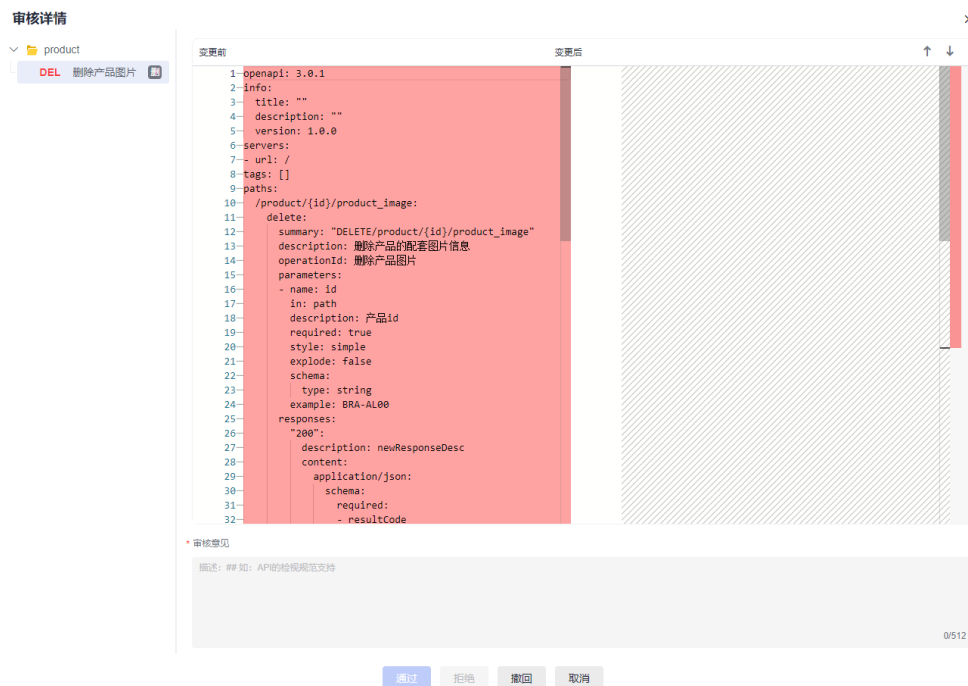 审核详情
product
DEL 删除产品图片 删
变更前 变更后
1 openapi: 3.0.1
2 info:
3 title: ""
4 description: ""
5 version: 1.0.0
6 servers:
7 - url: /
8 tags: []
9 paths:
10 /product/{id}/product_image:
11 delete:
12 summary: "DELETE/product/{id}/product_image"
13 description: 删除产品的配套图片信息
14 operationId: 删除产品图片
15 parameters:
16 - name: id
17 in: path
18 description: 产品id
19 required: true
20 style: simple
21 explode: false
22 schema:
23 type: string
24 example: BRA-AL00
25 responses:
26 "200":
27 description: newResponseDesc
28 content:
29 application/json:
30 schema:
31 required:
32 - resultCode
* 审核意见
描述：## 如：API的检视规范支持
0/512
通过 拒绝 撤回 取消